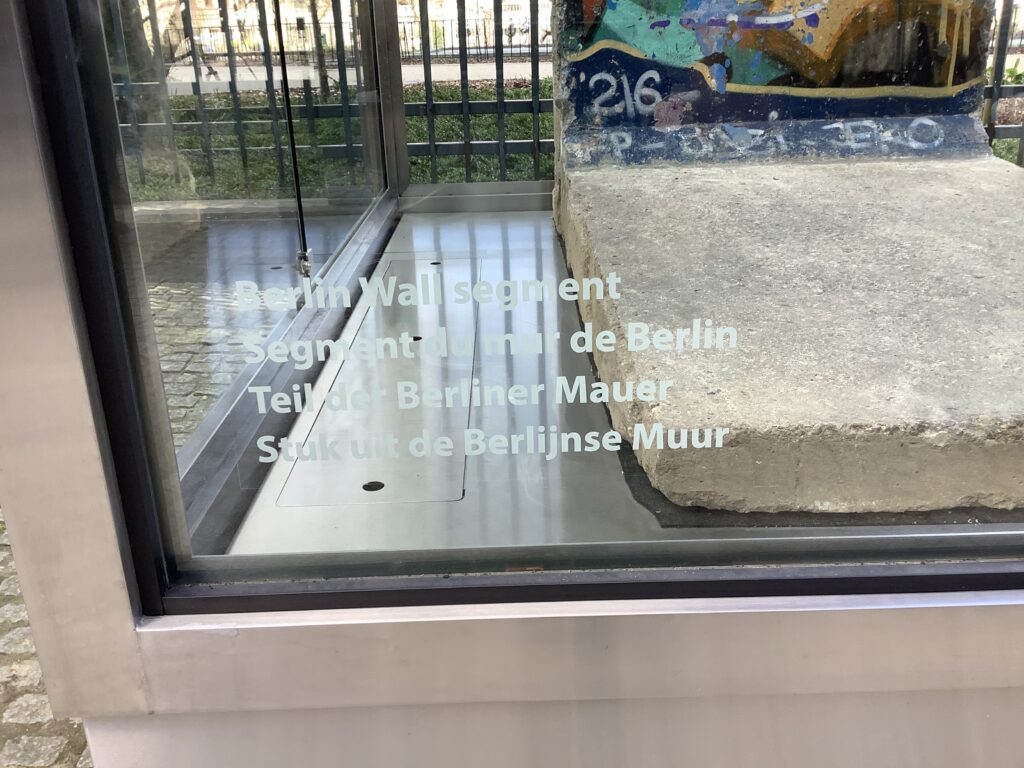 '216
Berlin Wall segment
Segment du mur de Berlin
Teil der Berliner Mauer
Stuk uit de Berlijnse Muur